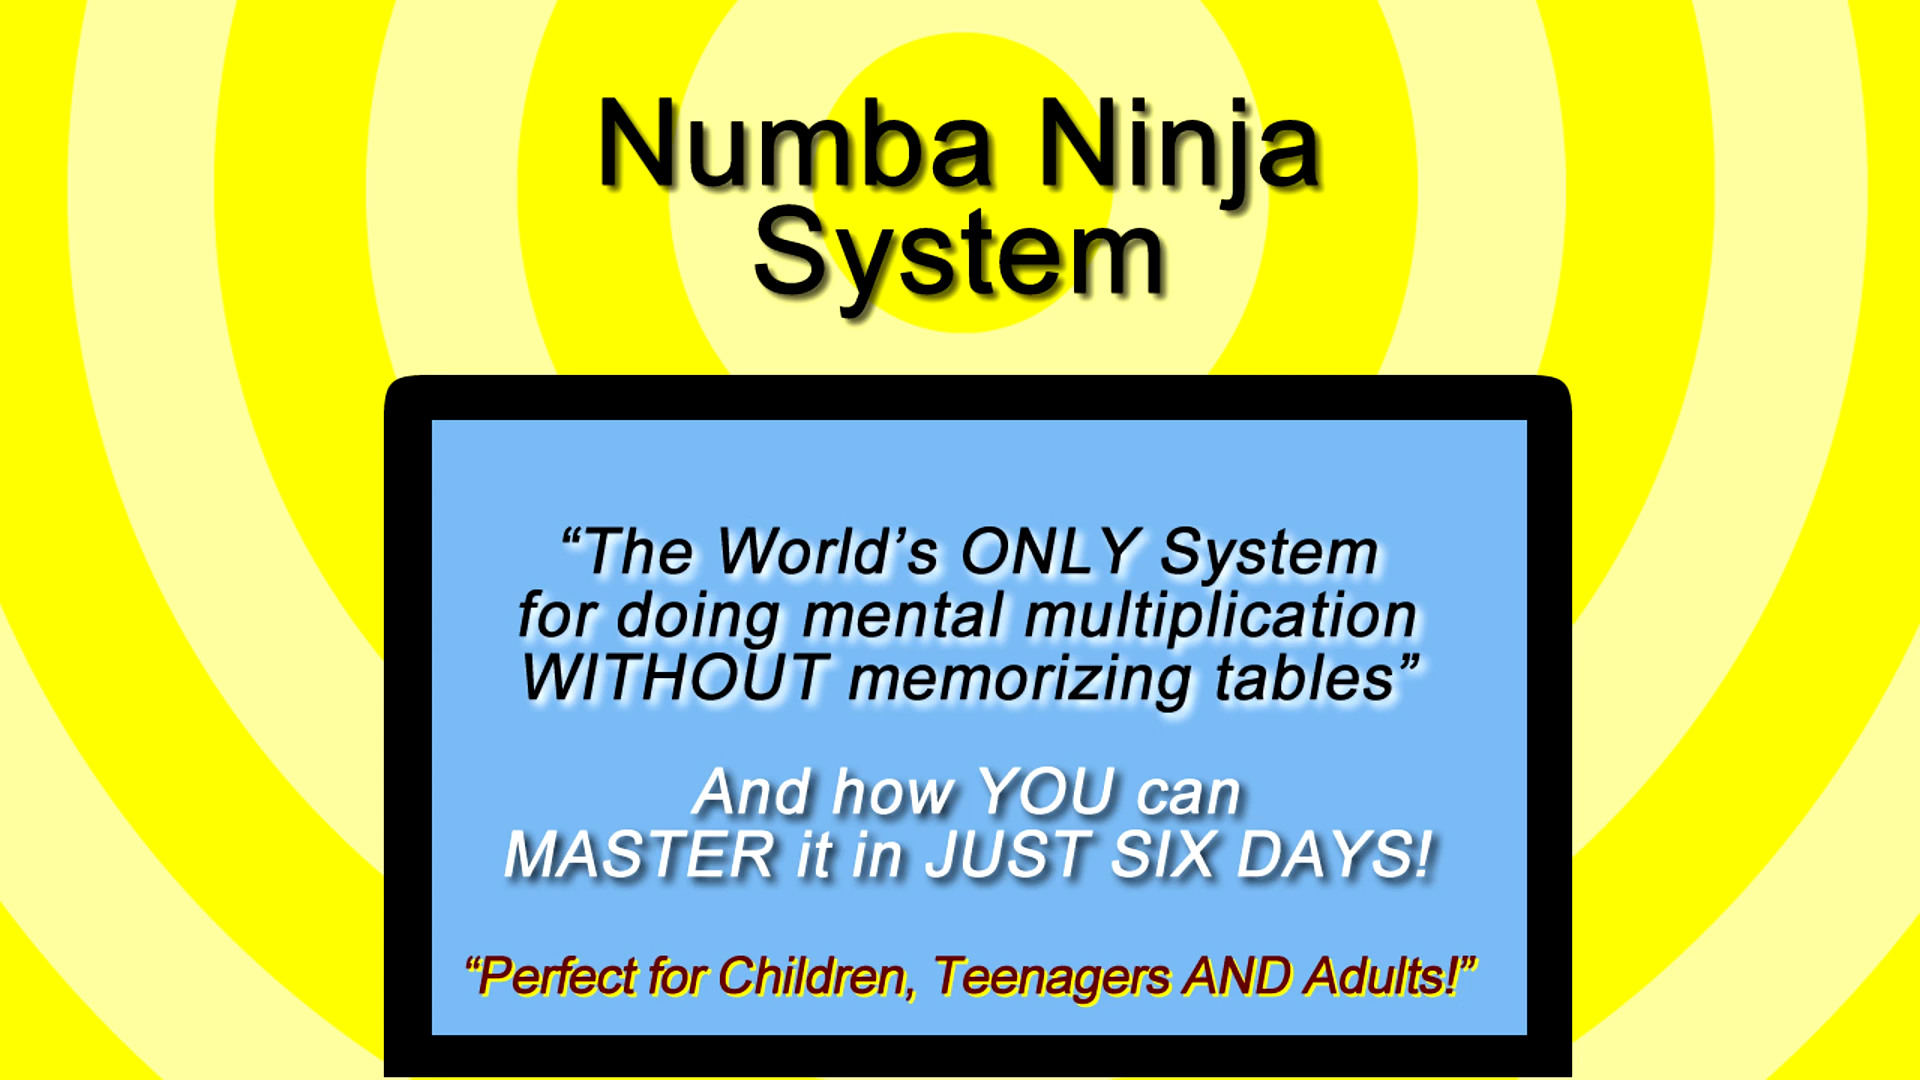 Numba Ninja
System
“The World’s ONLY System
for doing mental multiplication
WITHOUT memorizing tables”
And how YOU can
MASTER it in JUST SIX DAYS!
“Perfect for Children, Teenagers AND Adults!”